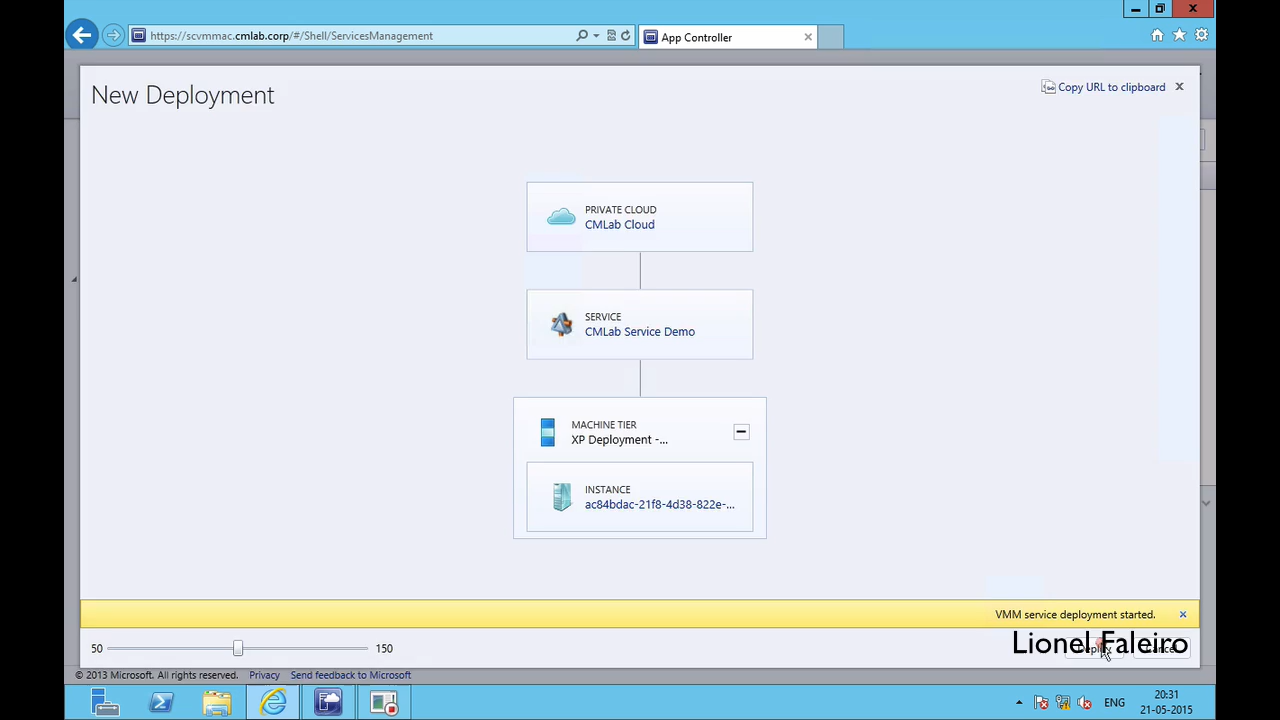 https://scvmmac.cmlab.corp/#/Shell/ServicesManagement
App Controller
New Deployment
Copy URL to clipboard
PRIVATE CLOUD
CMLab Cloud
SERVICE
CMLab Service Demo
MACHINE TIER
XP Deployment -...
INSTANCE
ac84bdac-21f8-4d38-822e-...
VMM service deployment started.
50
150
Lionel Faleiro
Deploy
Cancel
© 2013 Microsoft. All rights reserved.
Privacy
Send feedback to Microsoft
ENG
20:31
21-05-2015